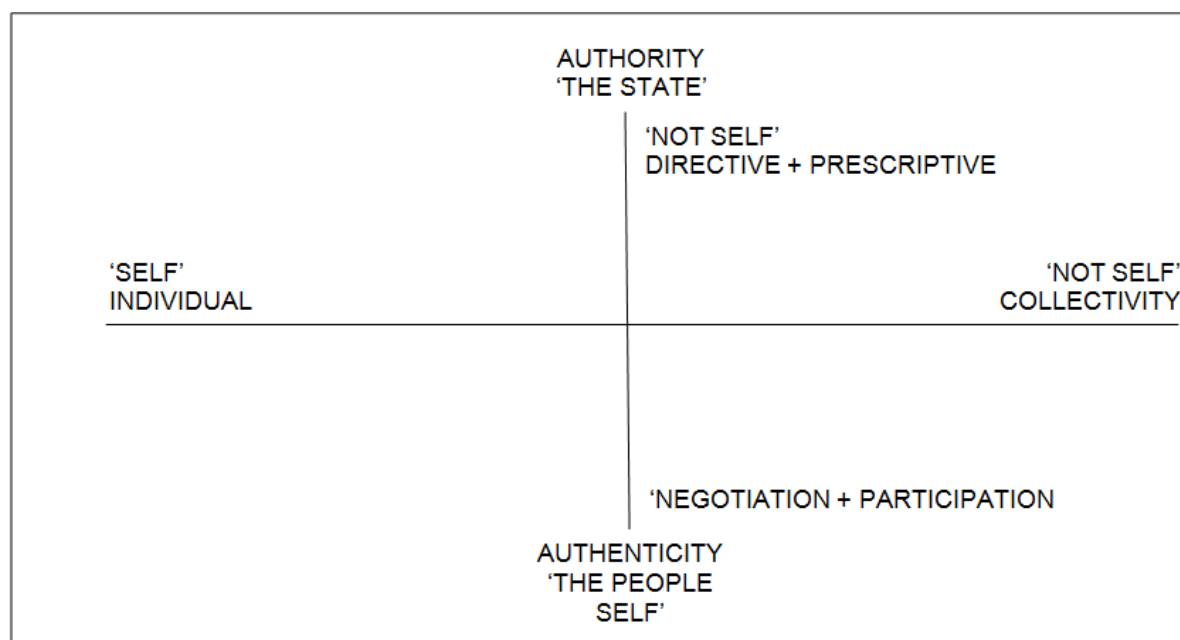 AUTHORITY
‘THE STATE’
‘NOT SELF’
DIRECTIVE + PRESCRIPTIVE
‘SELF’
INDIVIDUAL
‘NOT SELF’
COLLECTIVITY
‘NEGOTIATION + PARTICIPATION
AUTHENTICITY
‘THE PEOPLE
SELF’